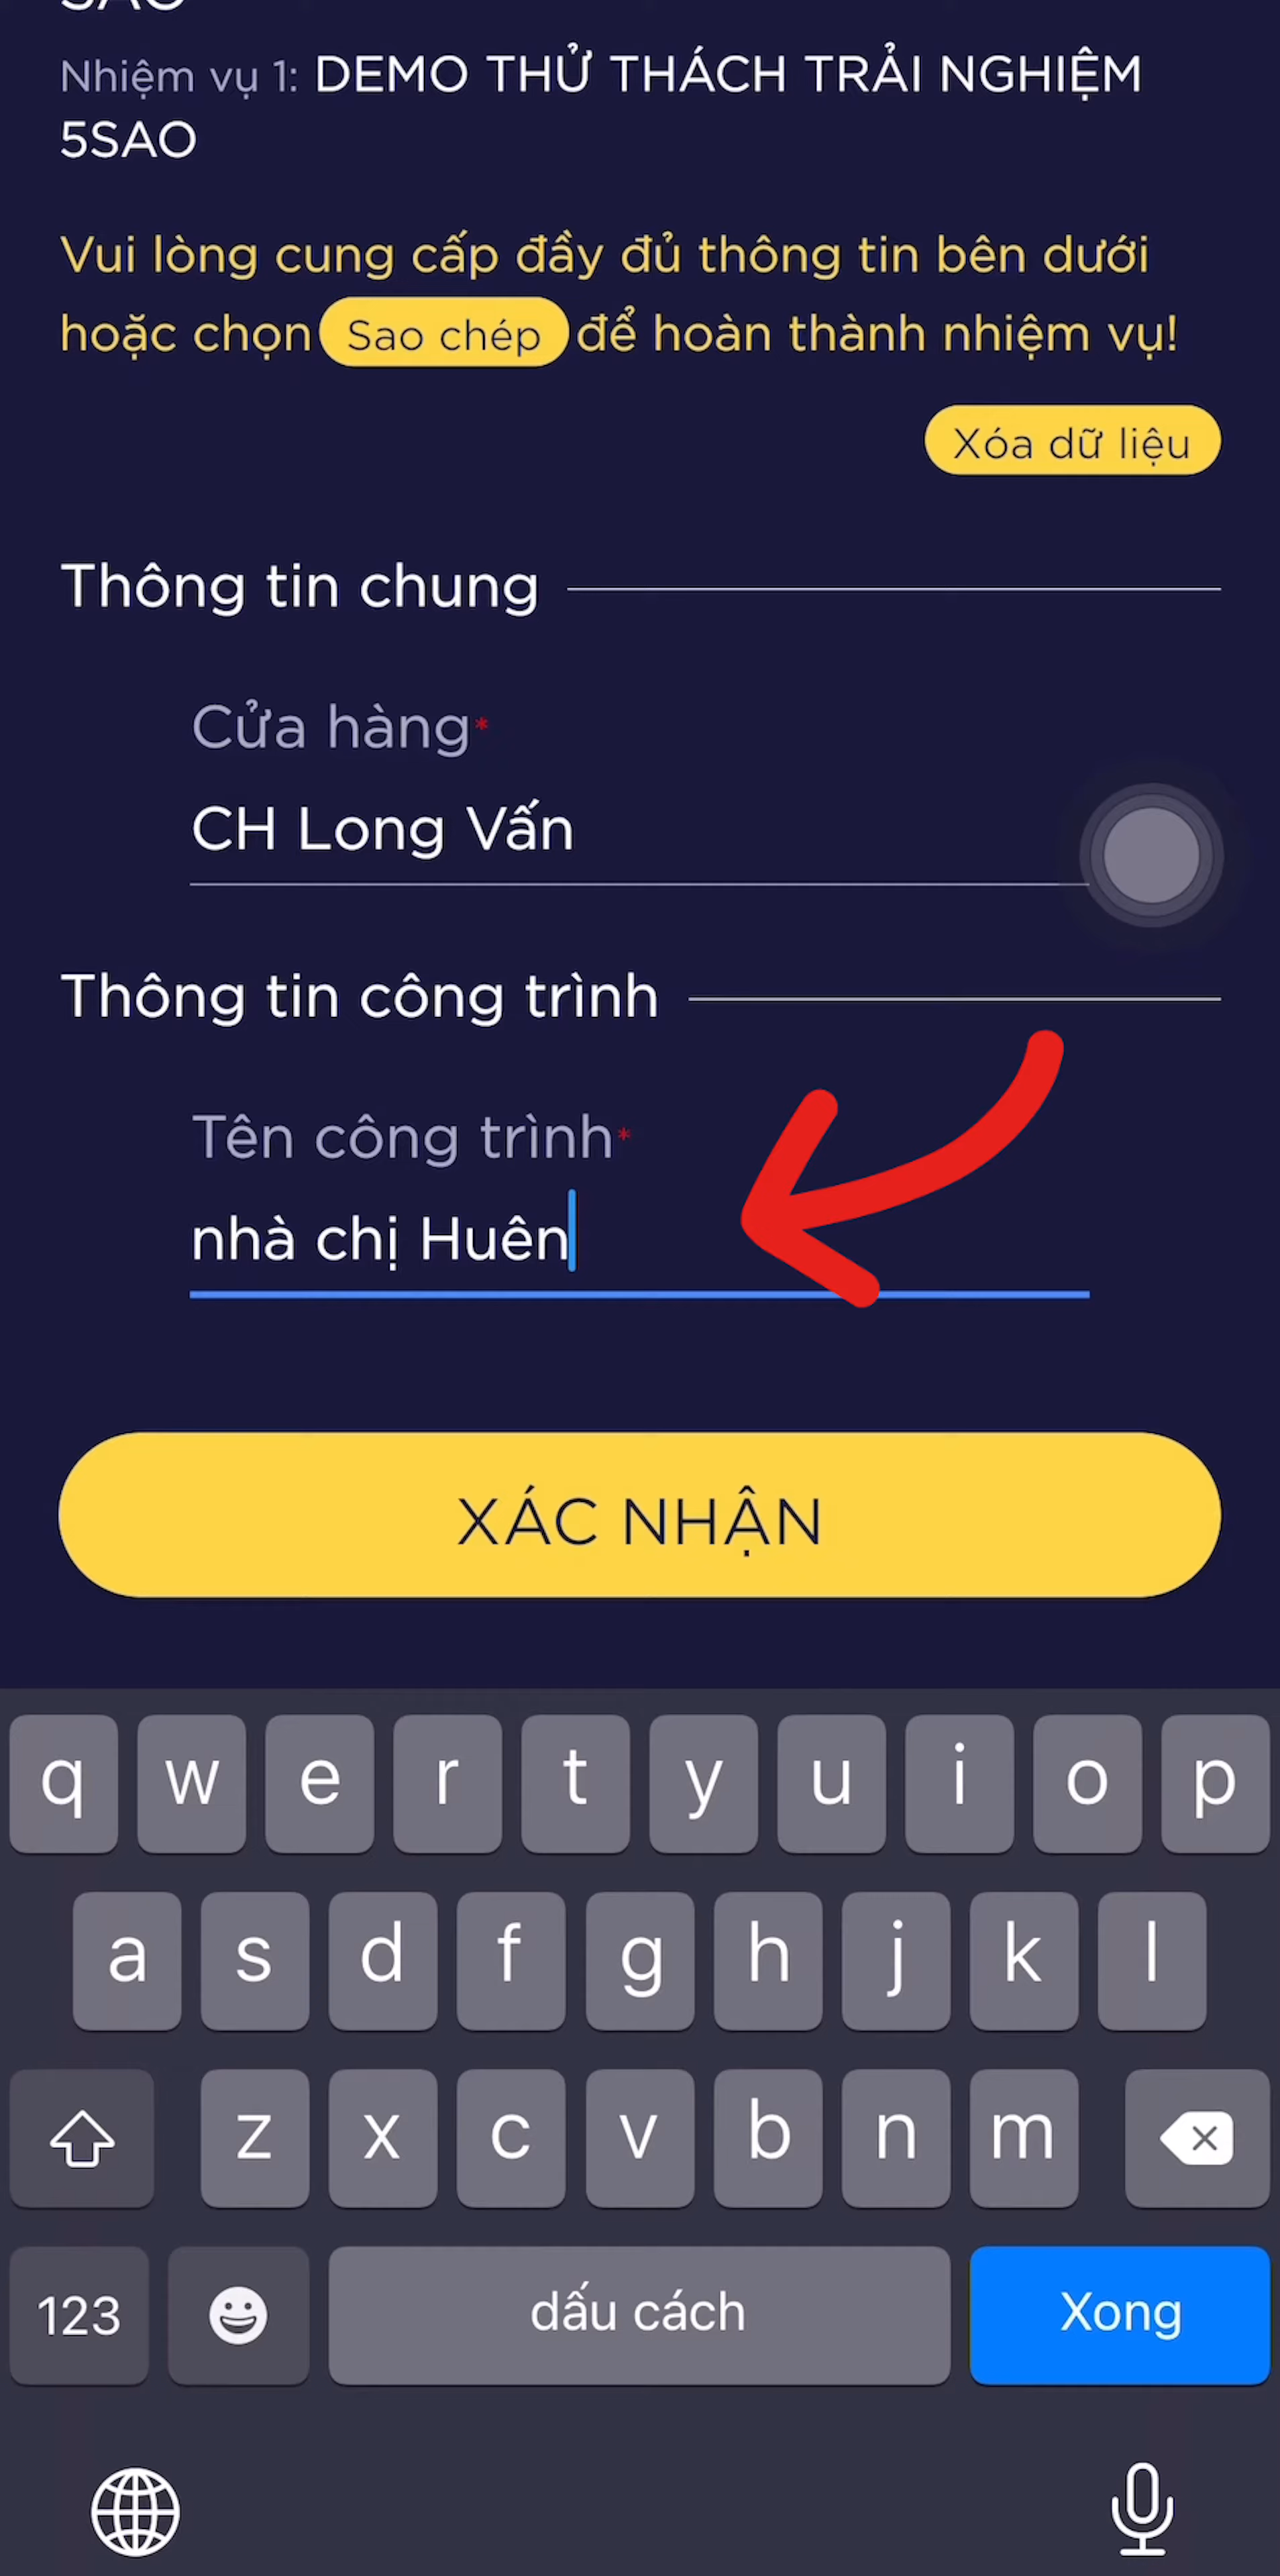 SAO
Nhiệm vụ 1: DEMO THỬ THÁCH TRẢI NGHIỆM
5SAO
Vui lòng cung cấp đầy đủ thông tin bên dưới
hoặc chọn Sao chép để hoàn thành nhiệm vụ!
Xóa dữ liệu
Thông tin chung
Cửa hàng*
CH Long Vấn
Thông tin công trình
Tên công trình*
nhà chị Huên
XÁC NHẬN
q w e r t y u i o p
a s d f g h j k l
z x c v b n m
123 dấu cách Xong